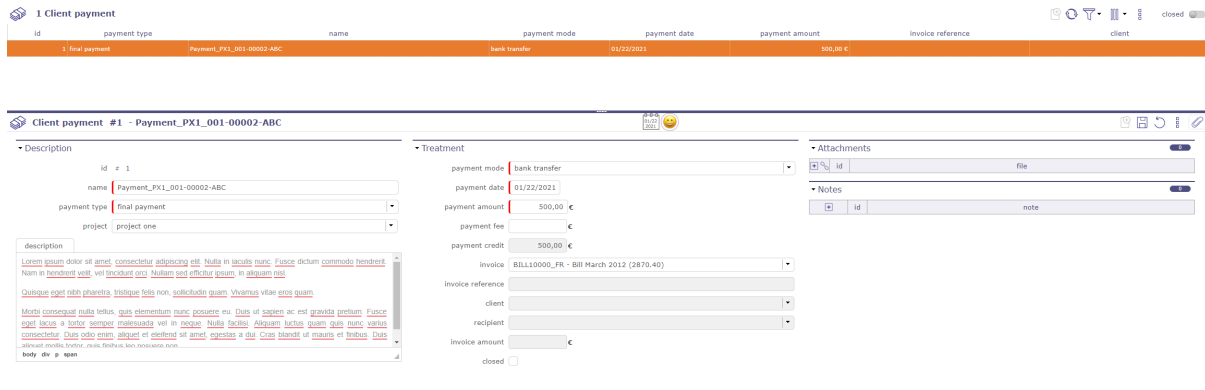 1 Client payment
closed
id payment type name payment mode payment date payment amount invoice reference client
1 final payment Payment_PX1_001-00002-ABC bank transfer 01/22/2021 500,00 €
Client payment #1 - Payment_PX1_001-00002-ABC
01/22
2021
Description
id # 1
name Payment_PX1_001-00002-ABC
payment type final payment
project project one
description
Lorem ipsum dolor sit amet, consectetur adipiscing elit. Nulla in iaculis nunc. Fusce dictum commodo hendrerit.
Nam in hendrerit velit, vel tincidunt orci. Nullam sed efficitur ipsum, in aliquam nisl.
Quisque eget nibh pharetra, tristique felis non, sollicitudin quam. Vivamus vitae eros quam.
Morbi consequat nulla tellus, quis elementum nunc posuere eu. Duis ut sapien ac est gravida pretium. Fusce
eget lacus a tortor semper malesuada vel in neque. Nulla facilisi. Aliquam luctus quam quis nunc varius
consectetur. Duis odio enim, aliquet et eleifend sit amet, egestas a dui. Cras blandit ut mauris et finibus. Duis
aliquet mollis tortor, quis finibus leo posuere non.
body div p span
Treatment
payment mode bank transfer
payment date 01/22/2021
payment amount 500,00 €
payment fee €
payment credit 500,00 €
invoice BILL10000_FR - Bill March 2012 (2870.40)
invoice reference
client
recipient
invoice amount €
closed
Attachments 0
id file
Notes 0
id note